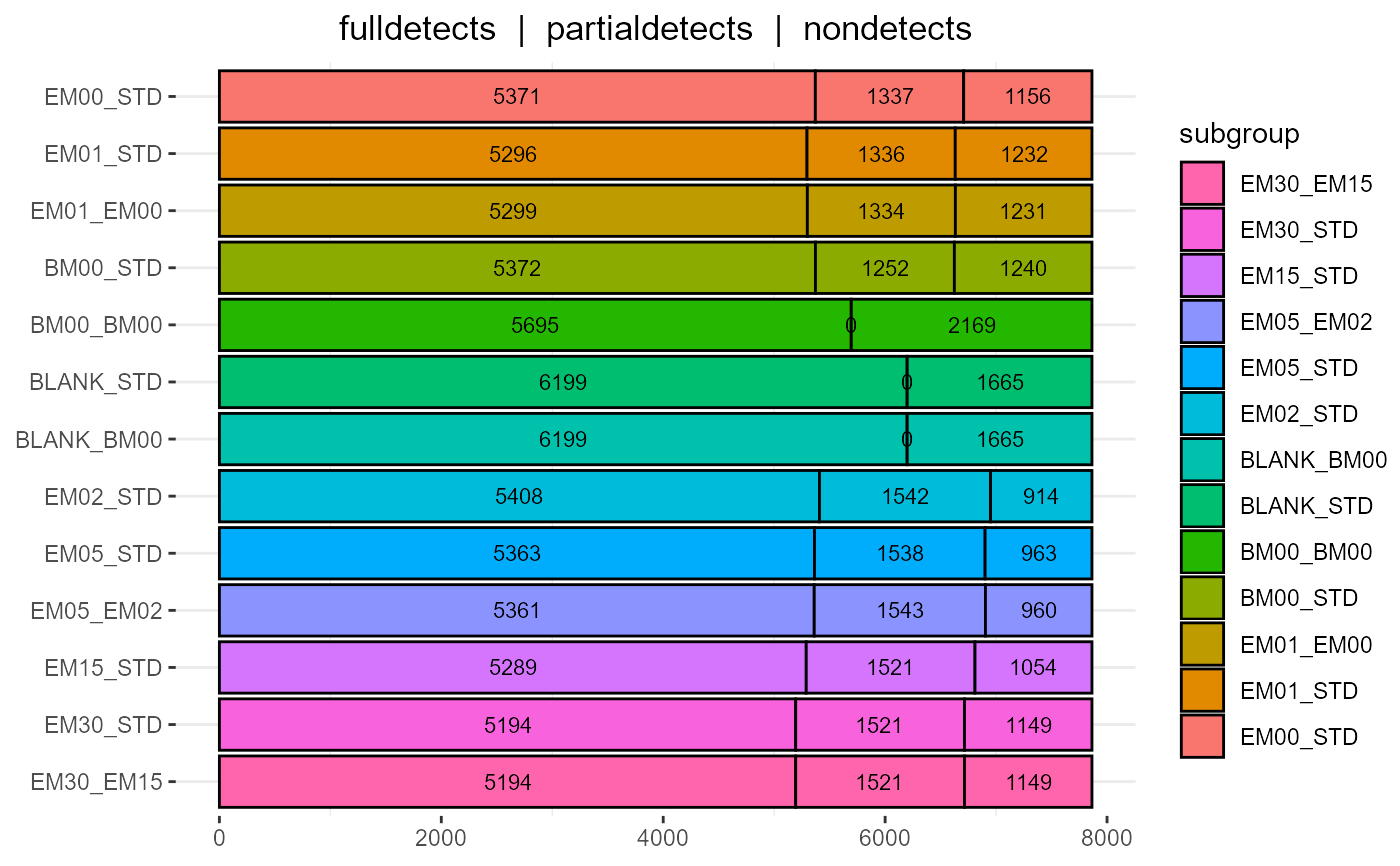 fulldetects | partialdetects | nondetects
EM00_STD 5371 1337 1156
EM01_STD 5296 1336 1232
EM01_EM00 5299 1334 1231
BM00_STD 5372 1252 1240
BM00_BM00 5695 0 2169
BLANK_STD 6199 0 1665
BLANK_BM00 6199 0 1665
EM02_STD 5408 1542 914
EM05_STD 5363 1538 963
EM05_EM02 5361 1543 960
EM15_STD 5289 1521 1054
EM30_STD 5194 1521 1149
EM30_EM15 5194 1521 1149
0 2000 4000 6000 8000
subgroup
EM30_EM15
EM30_STD
EM15_STD
EM05_EM02
EM05_STD
EM02_STD
BLANK_BM00
BLANK_STD
BM00_BM00
BM00_STD
EM01_EM00
EM01_STD
EM00_STD